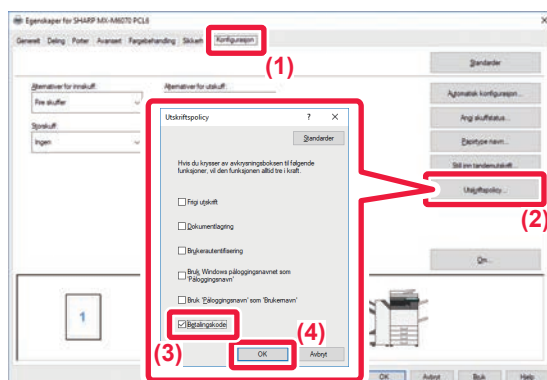 Egenskaper for SHARP MX-M6070 PCL6
Generelt Deling Porter Avansert Fargebehandling Sikkerhet Konfigurasjon
(1)
Standarder
Alternativer for innskuff:
Alternativer for utskuff:
Fire skuffer
Automatisk konfigurasjon...
Angi skuffstatus...
Storskuff:
Ingen
Papirtype navn...
Still inn tandemutskrift...
Utskriftspolicy...
(2)
Om...
Utskriftspolicy
? ×
Standarder
Hvis du krysser av avkrysningsboksen til følgende
funksjoner, vil den funksjonen alltid tre i kraft.
Frigi utskrift
Dokumentlagring
Brukerautentifisering
Bruk Windows påloggingsnavnet som
'Påloggingsnavn'
Bruk 'Påloggingsnavn' som 'Brukernavn'
Betalingskode
(3)
(4)
OK
Avbryt
1
OK Avbryt Bruk Hjelp